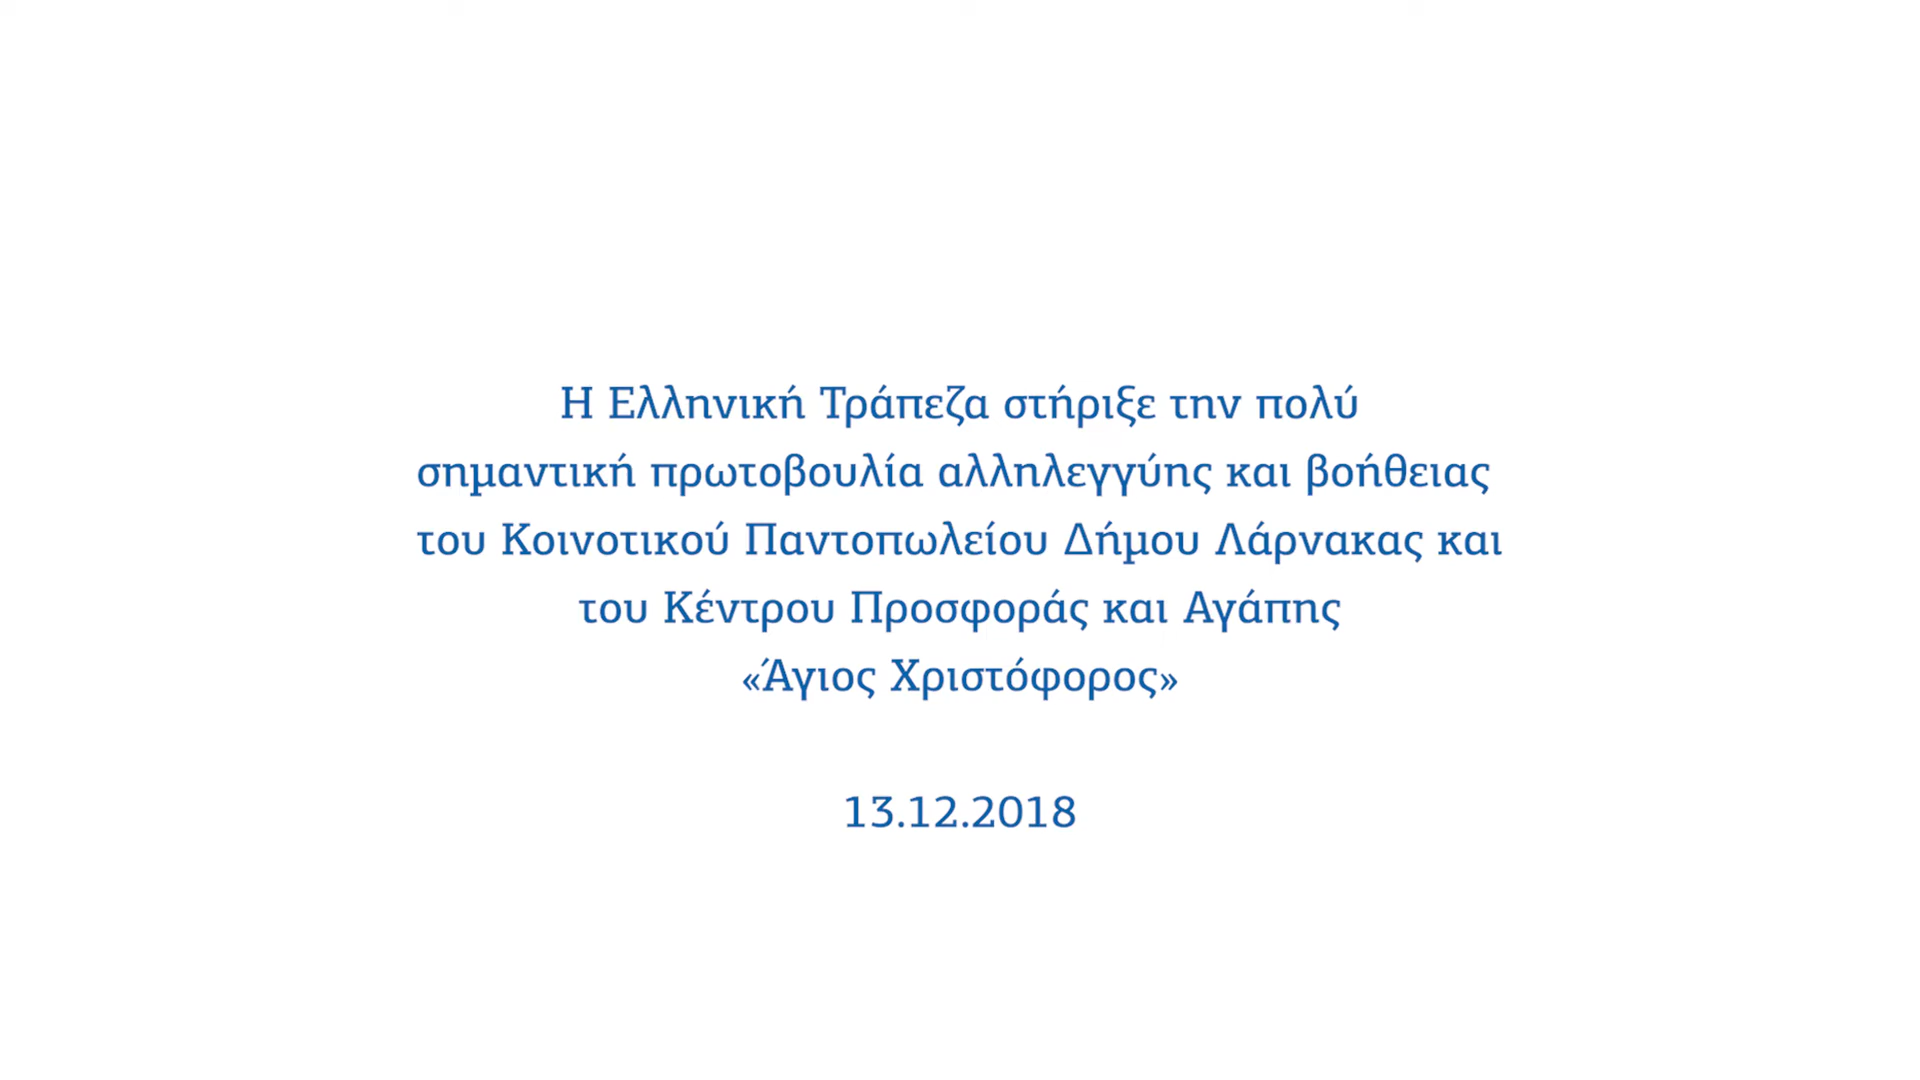 Η Ελληνική Τράπεζα στήριξε την πολύ
σημαντική πρωτοβουλία αλληλεγγύης και βοήθειας
του Κοινοτικού Παντοπωλείου Δήμου Λάρνακας και
του Κέντρου Προσφοράς και Αγάπης
«Άγιος Χριστόφορος»
13.12.2018